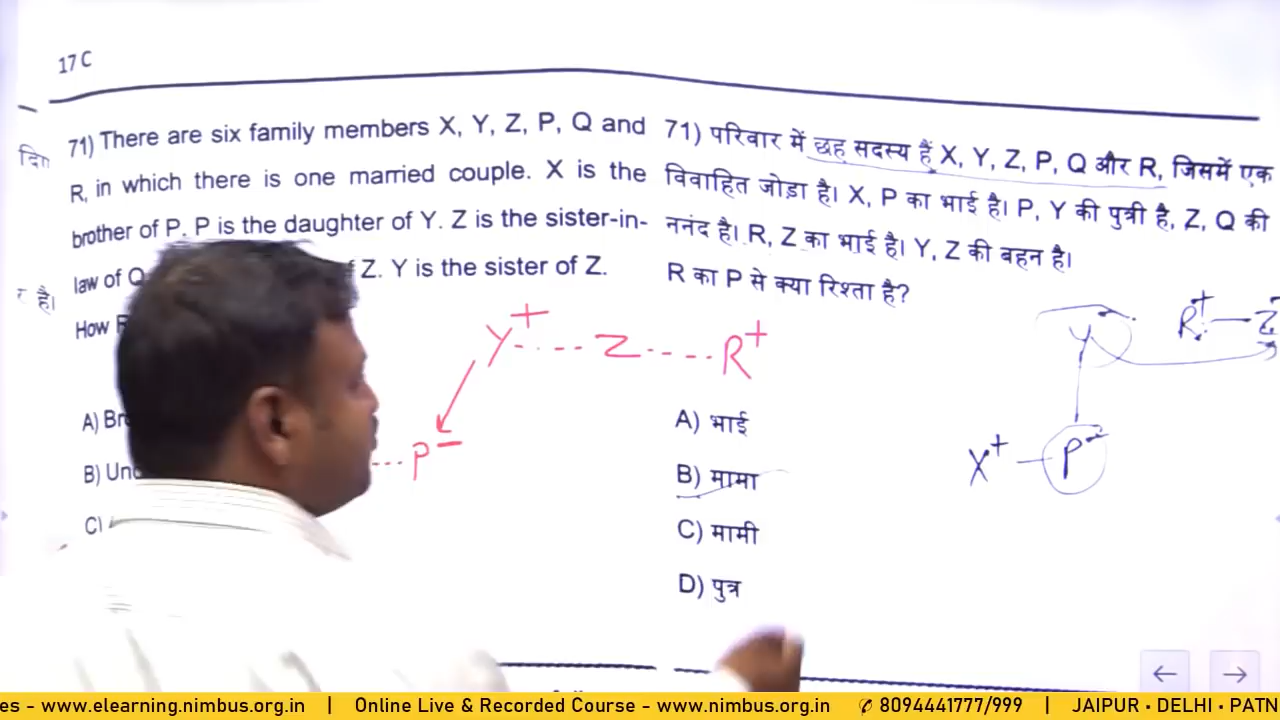 17 C
दिश
र है।
71) There are six family members X, Y, Z, P, Q and
R, in which there is one married couple. X is the
brother of P. P is the daughter of Y. Z is the sister-in-
law of Q of Z. Y is the sister of Z.
How R
A) Br
B) Unc
C)
71) परिवार में छह सदस्य हैं X, Y, Z, P, Q और R, जिसमें एक
विवाहित जोड़ा है। X, P का भाई है। P, Y की पुत्री है, Z, Q की
ननंद है। R, Z का भाई है। Y, Z की बहन है।
R का P से क्या रिश्ता है?
A) भाई
B) मामा
C) मामी
D) पुत्र
Y+ Z R+
P-
Y- R+ Z
X+ P-
es - www.elearning.nimbus.org.in | Online Live & Recorded Course - www.nimbus.org.in | 8094441777/999 | JAIPUR • DELHI • PATN